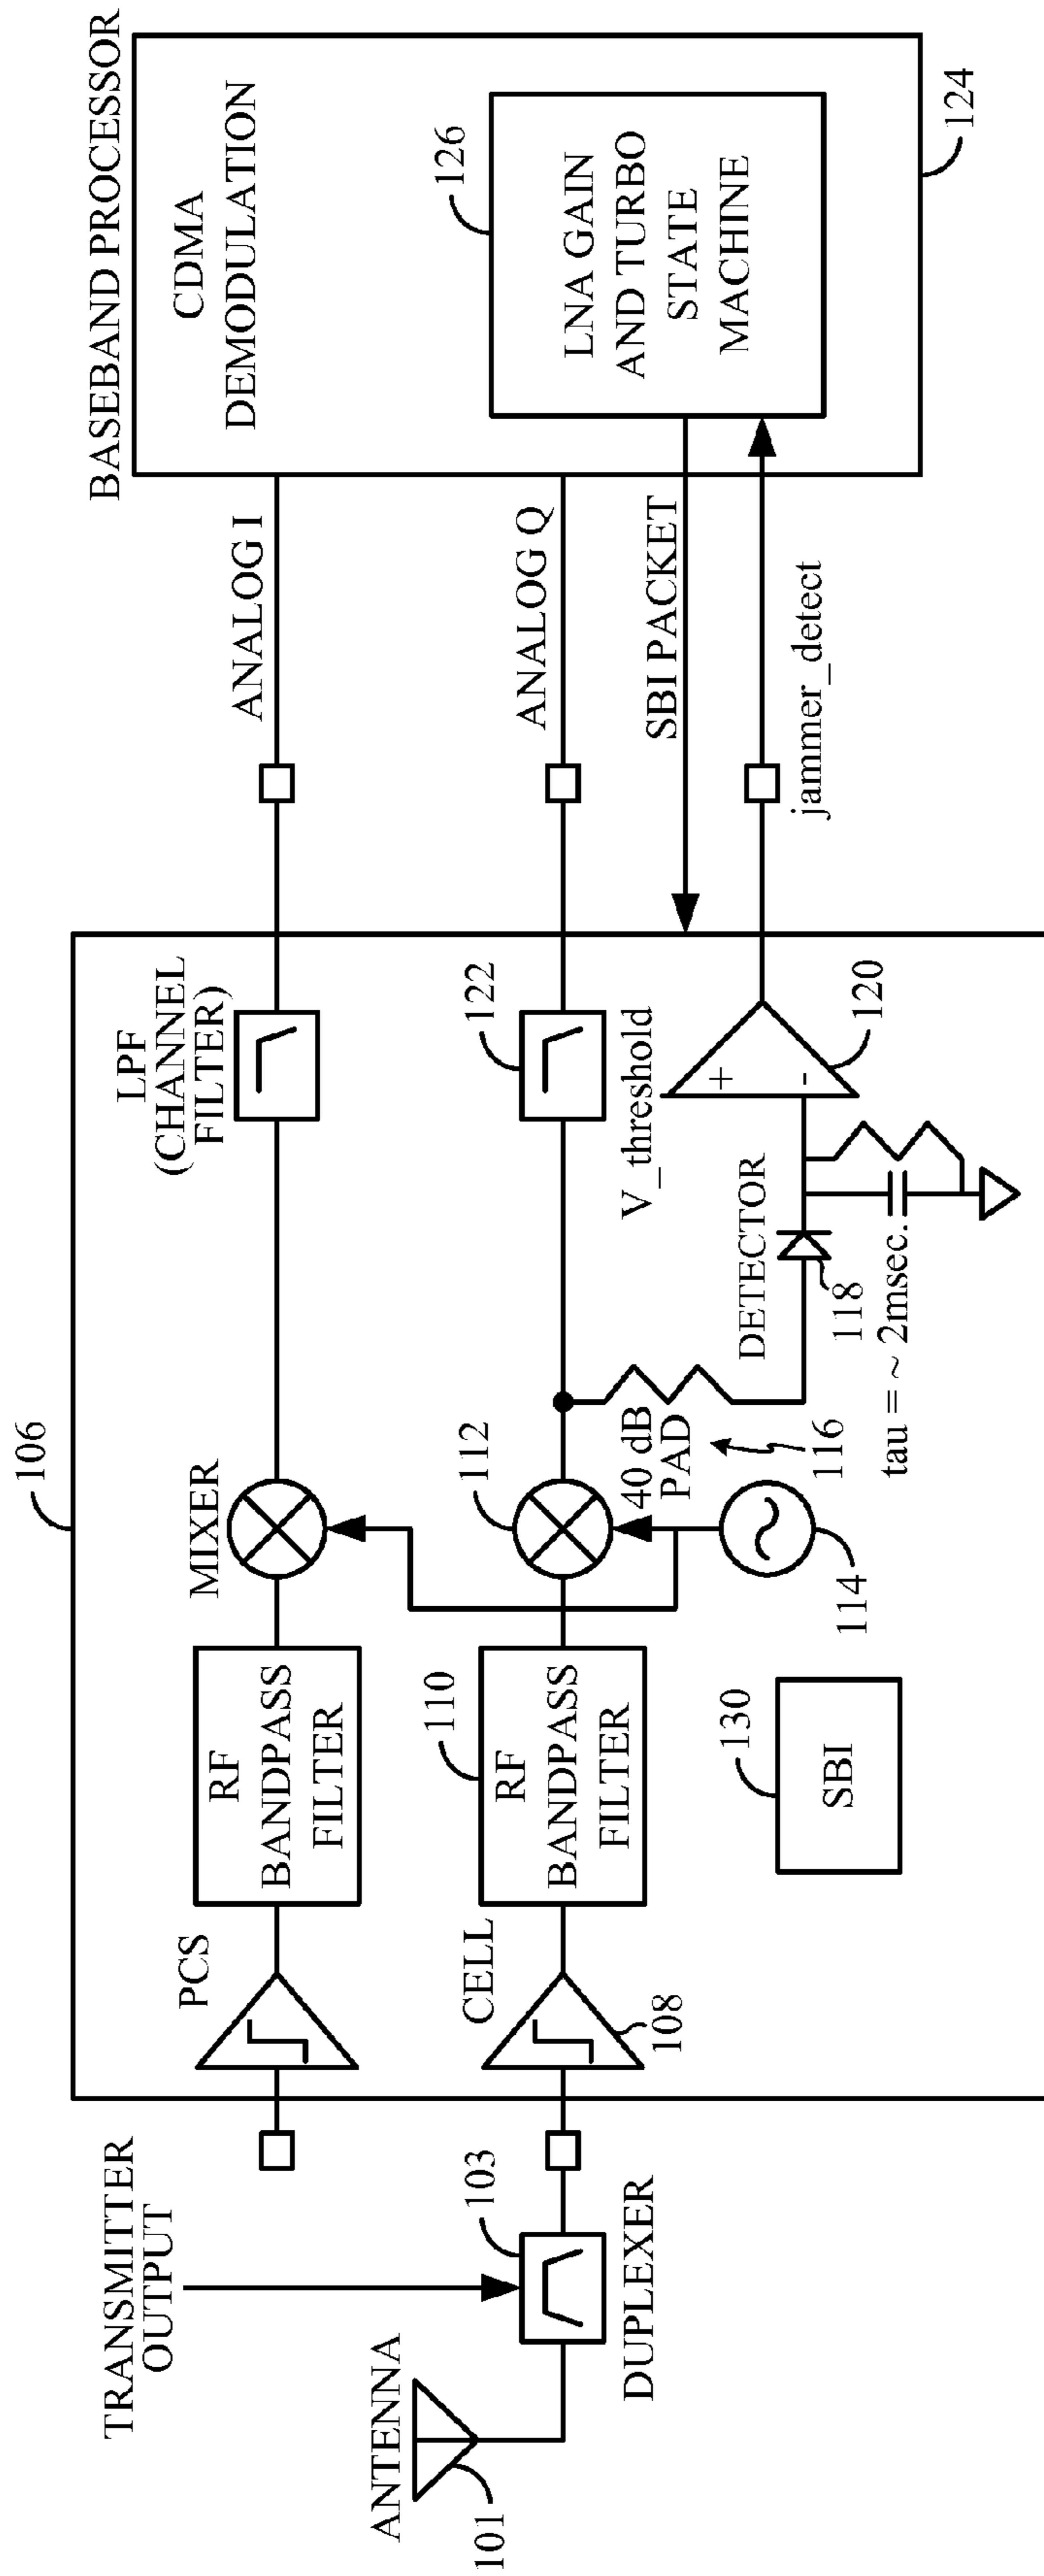 TRANSMITTER
OUTPUT
ANTENNA
101
103
DUPLEXER
106
PCS
RF
BANDPASS
FILTER
MIXER
LPF
(CHANNEL
FILTER)
CELL
108
110
RF
BANDPASS
FILTER
112
114
40 dB
PAD
116
122
V_threshold
DETECTOR
118
tau = ~ 2msec.
+
-
120
130
SBI
ANALOG I
ANALOG Q
SBI PACKET
jammer_detect
BASEBAND PROCESSOR
CDMA
DEMODULATION
126
LNA GAIN
AND TURBO
STATE
MACHINE
124